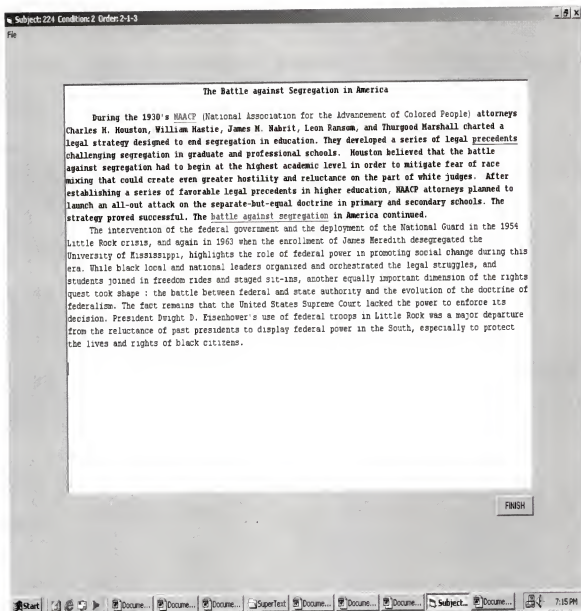 Subject: 224 Condition: 2 Order: 2-1-3
File
The Battle against Segregation in America
During the 1930's NAACP (National Association for the Advancement of Colored People) attorneys
Charles H. Houston, William Hastie, James M. Nabrit, Leon Ransom, and Thurgood Marshall charted a
legal strategy designed to end segregation in education. They developed a series of legal precedents
challenging segregation in graduate and professional schools. Houston believed that the battle
against segregation had to begin at the highest academic level in order to mitigate fear of race
mixing that could create even greater hostility and reluctance on the part of white judges. After
establishing a series of favorable legal precedents in higher education, NAACP attorneys planned to
launch an all-out attack on the separate-but-equal doctrine in primary and secondary schools. The
strategy proved successful. The battle against segregation in America continued.
The intervention of the federal government and the deployment of the National Guard in the 1954
Little Rock crisis, and again in 1963 when the enrollment of James Meredith desegregated the
University of Mississippi, highlights the role of federal power in promoting social change during this
era. While black local and national leaders organized and orchestrated the legal struggles, and
students joined in freedom rides and staged sit-ins, another equally important dimension of the rights
quest took shape : the battle between federal and state authority and the evolution of the doctrine of
federalism. The fact remains that the United States Supreme Court lacked the power to enforce its
decision. President Dwight D. Eisenhower's use of federal troops in Little Rock was a major departure
from the reluctance of past presidents to display federal power in the South, especially to protect
the lives and rights of black citizens.
FINISH
Start Docume... Docume... Docume... SuperText Docume... Docume... Docume... Subject... Docume... 7:15 PM